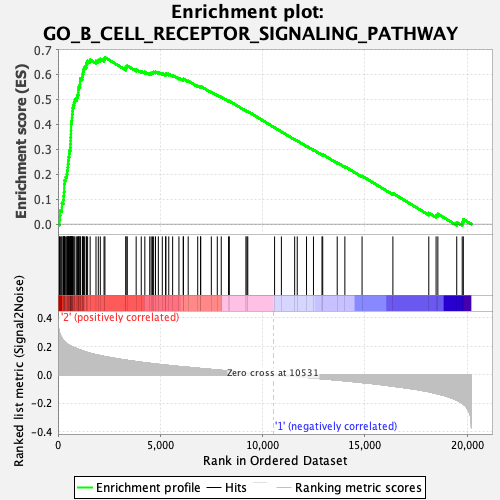 Enrichment plot:
GO_B_CELL_RECEPTOR_SIGNALING_PATHWAY
Enrichment score (ES)
0.7
0.6
0.5
0.4
0.3
0.2
0.1
0.0
'2' (positively correlated)
Ranked list metric (Signal2Noise)
0.4
0.2
0.0
-0.2
-0.4
Zero cross at 10531
'1' (negatively correlated)
0
5,000
10,000
15,000
20,000
Rank in Ordered Dataset
Enrichment profile
Hits
Ranking metric scores